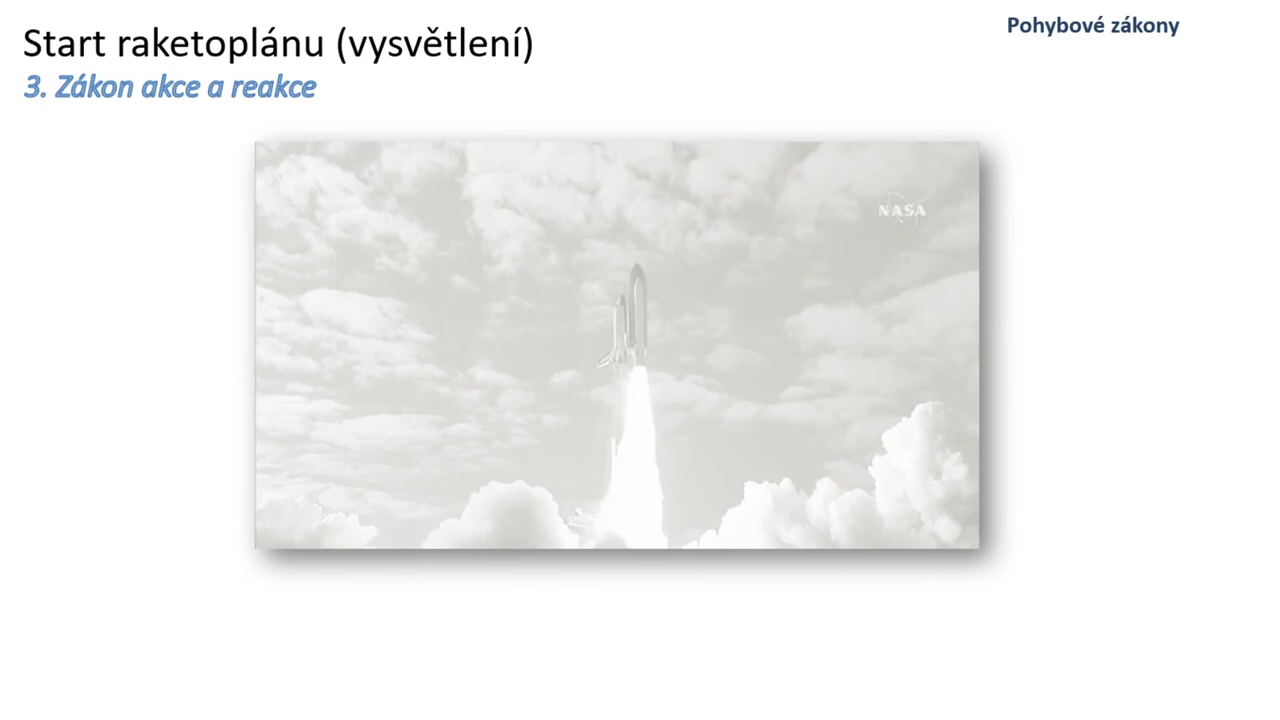 Pohybové zákony
Start raketoplánu (vysvětlení)
3. Zákon akce a reakce
NASA